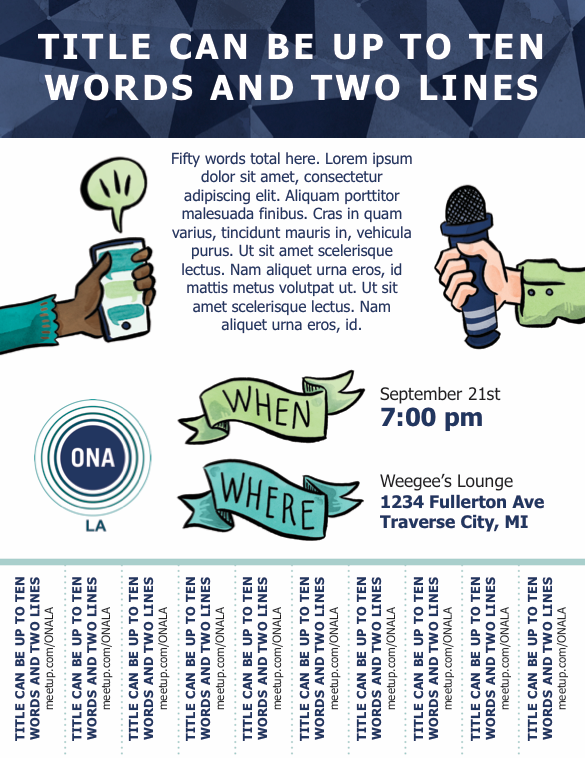 TITLE CAN BE UP TO TEN
WORDS AND TWO LINES
Fifty words total here. Lorem ipsum
dolor sit amet, consectetur
adipiscing elit. Aliquam porttitor
malesuada finibus. Cras in quam
varius, tincidunt mauris in, vehicula
purus. Ut sit amet scelerisque
lectus. Nam aliquet urna eros, id
mattis metus volutpat ut. Ut sit
amet scelerisque lectus. Nam
aliquet urna eros, id.
WHEN
September 21st
7:00 pm
ONA
LA
WHERE
Weegee's Lounge
1234 Fullerton Ave
Traverse City, MI
TITLE CAN BE UP TO TEN
WORDS AND TWO LINES
meetup.com/ONALA
TITLE CAN BE UP TO TEN
WORDS AND TWO LINES
meetup.com/ONALA
TITLE CAN BE UP TO TEN
WORDS AND TWO LINES
meetup.com/ONALA
TITLE CAN BE UP TO TEN
WORDS AND TWO LINES
meetup.com/ONALA
TITLE CAN BE UP TO TEN
WORDS AND TWO LINES
meetup.com/ONALA
TITLE CAN BE UP TO TEN
WORDS AND TWO LINES
meetup.com/ONALA
TITLE CAN BE UP TO TEN
WORDS AND TWO LINES
meetup.com/ONALA
TITLE CAN BE UP TO TEN
WORDS AND TWO LINES
meetup.com/ONALA
TITLE CAN BE UP TO TEN
WORDS AND TWO LINES
meetup.com/ONALA
TITLE CAN BE UP TO TEN
WORDS AND TWO LINES
meetup.com/ONALA